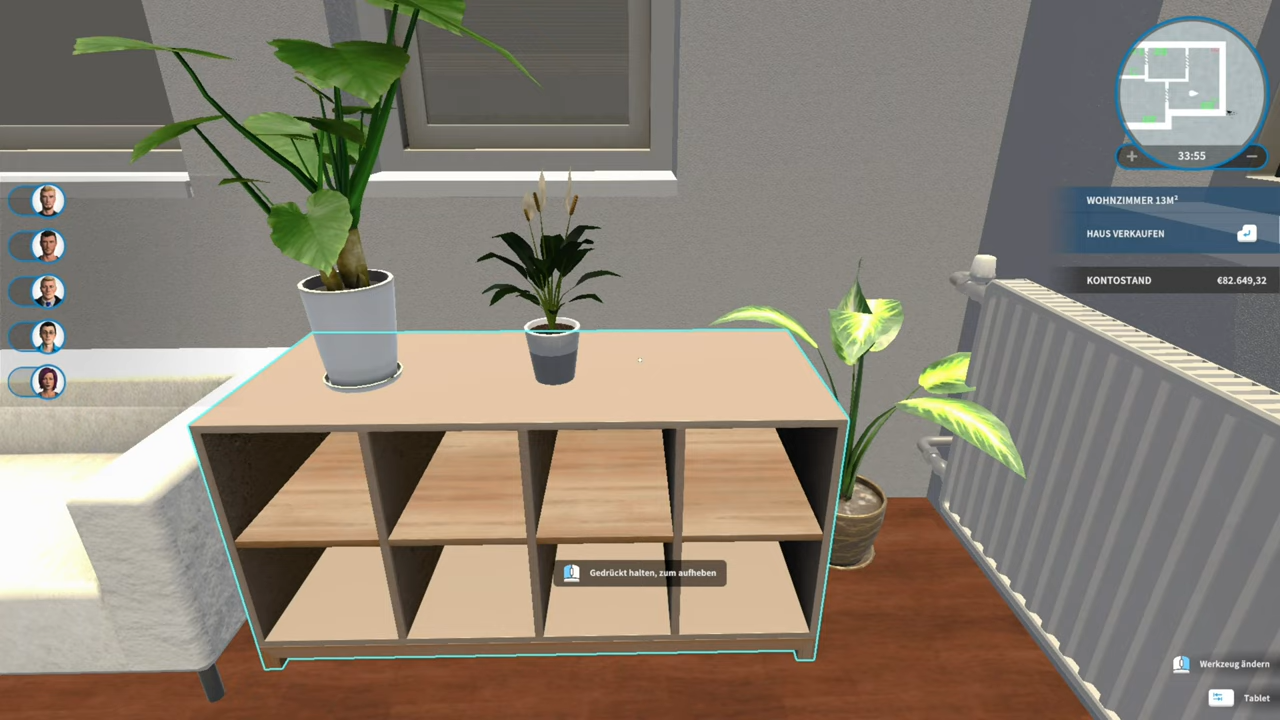 33:55
WOHNZIMMER 13M²
HAUS VERKAUFEN
KONTOSTAND €82.649,32
Gedrückt halten, zum aufheben
Werkzeug ändern
Tablet